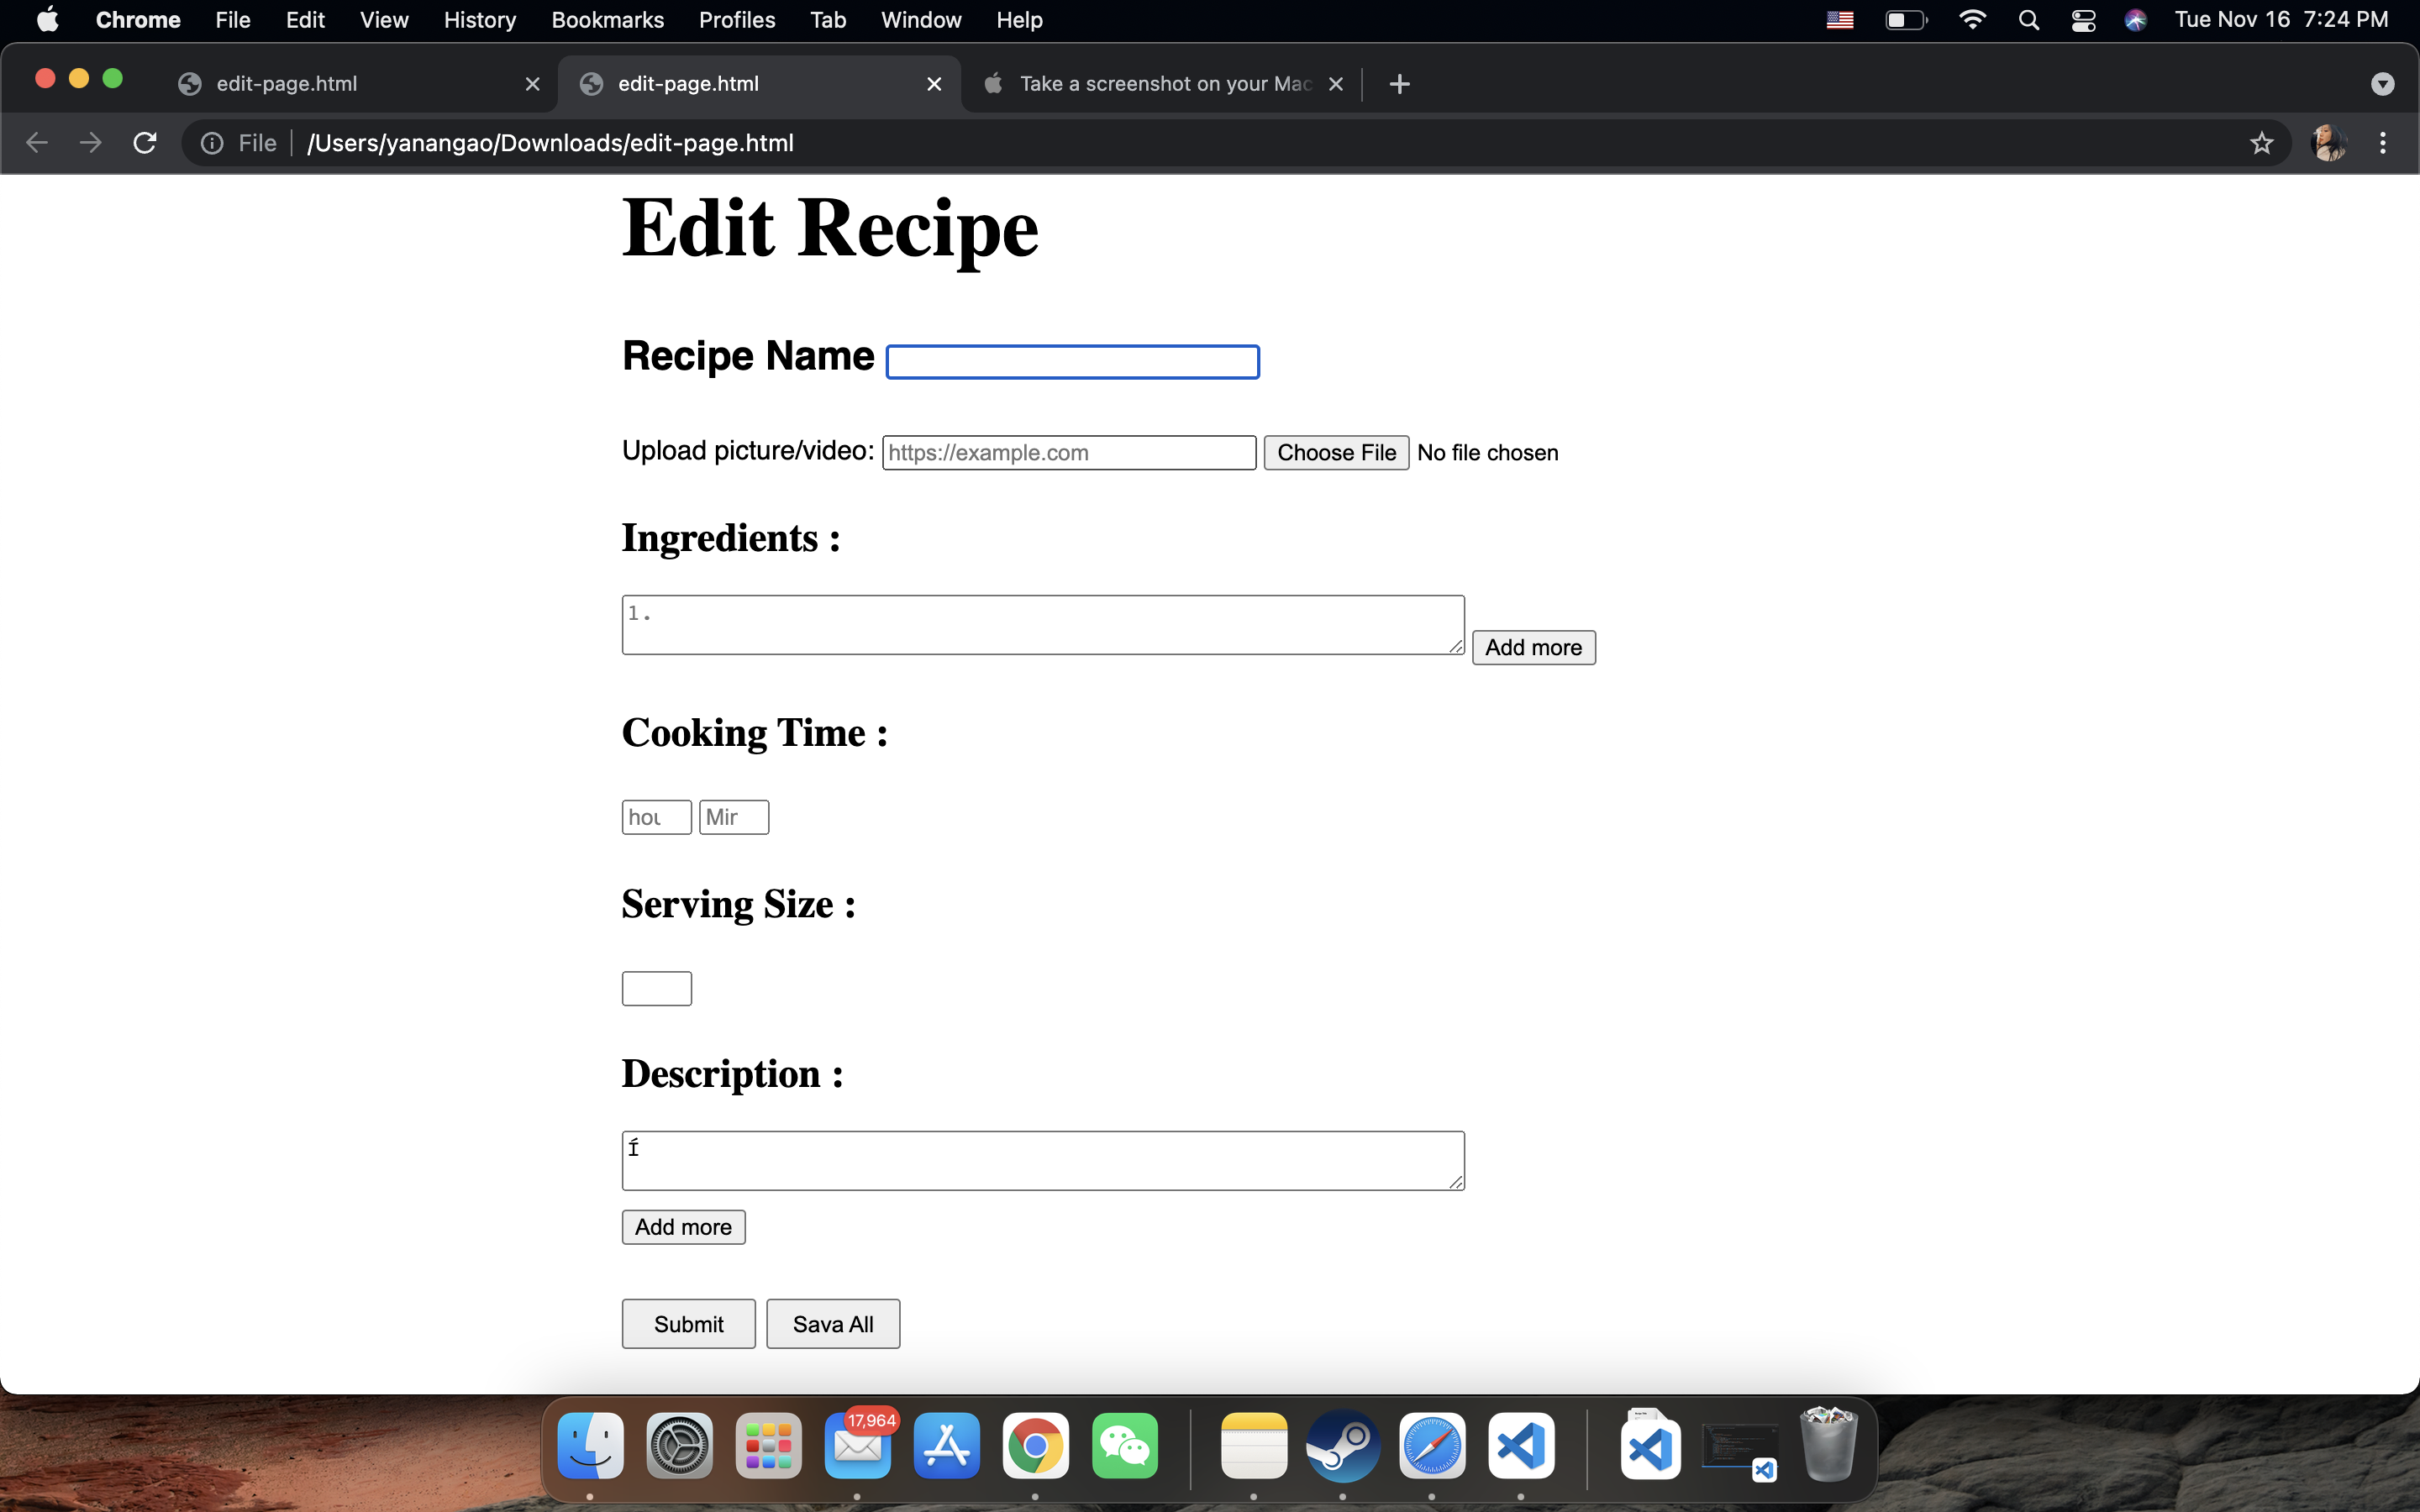 Chrome File Edit View History Bookmarks Profiles Tab Window Help Tue Nov 16 7:24 PM
edit-page.html edit-page.html Take a screenshot on your Mac
File /Users/yanangao/Downloads/edit-page.html
Edit Recipe
Recipe Name
Upload picture/video: https://example.com Choose File No file chosen
Ingredients :
1.
Add more
Cooking Time :
hou Min
Serving Size :
Description :
Í
Add more
Submit Sava All
17,964